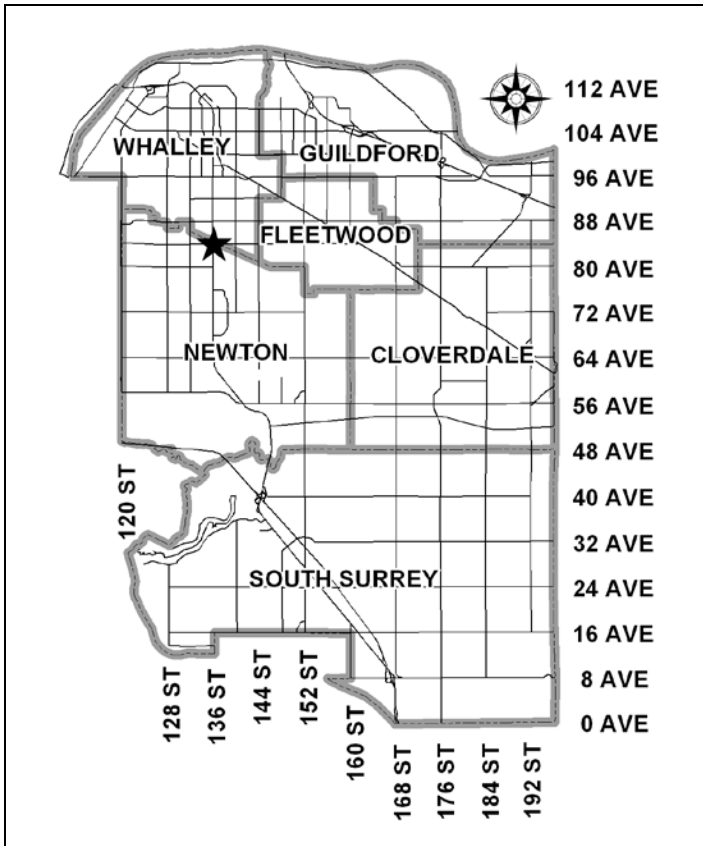 112 AVE
104 AVE
WHALLEY
GUILDFORD
96 AVE
88 AVE
FLEETWOOD
80 AVE
72 AVE
NEWTON
CLOVERDALE
64 AVE
56 AVE
48 AVE
120 ST
40 AVE
32 AVE
SOUTH SURREY
24 AVE
16 AVE
8 AVE
0 AVE
128 ST
136 ST
144 ST
152 ST
160 ST
168 ST
176 ST
184 ST
192 ST